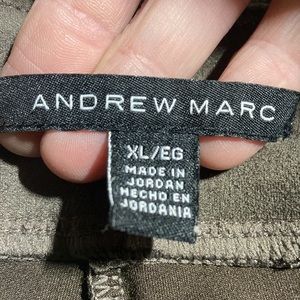 ANDREW MARC
XL/EG
MADE IN
JORDAN
HECHO EN
JORDANIA